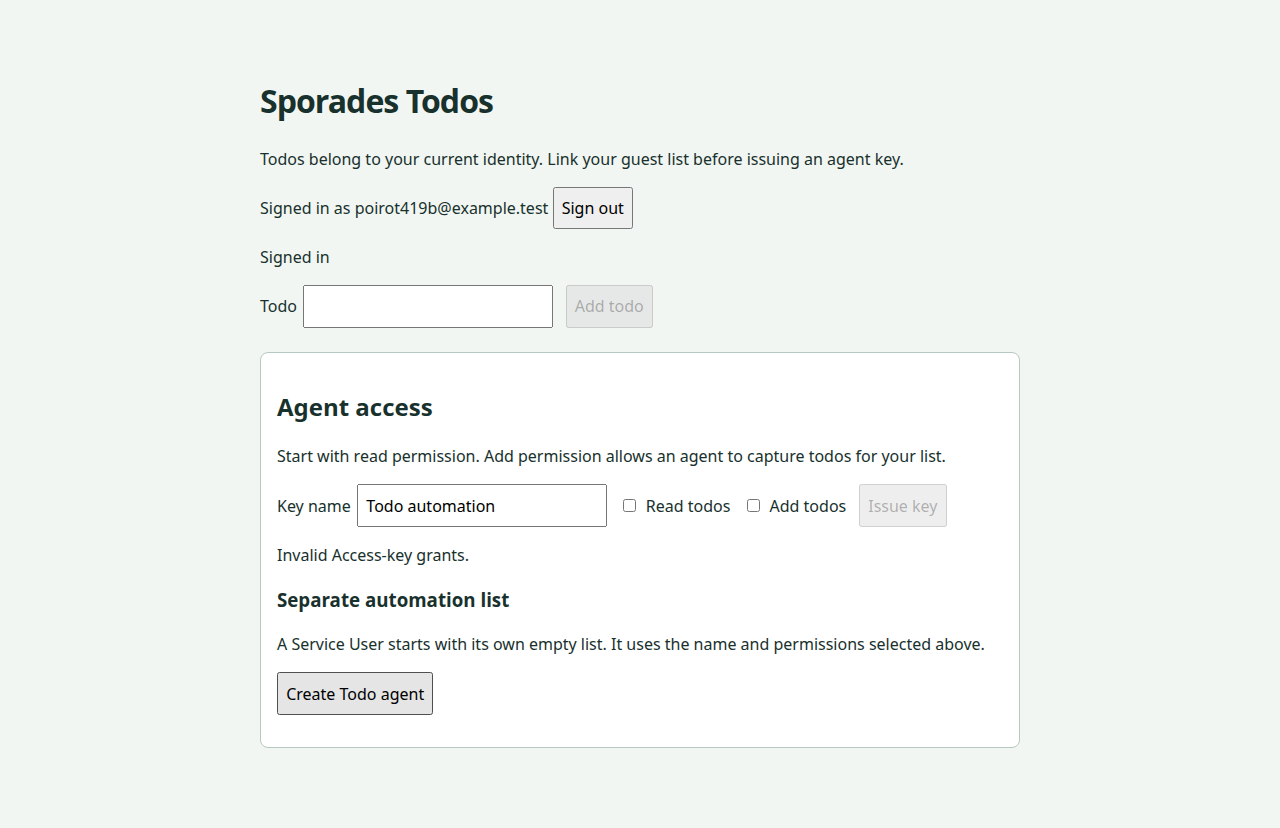 Sporades Todos
Todos belong to your current identity. Link your guest list before issuing an agent key.
Signed in as poirot419b@example.test Sign out
Signed in
Todo Add todo
Agent access
Start with read permission. Add permission allows an agent to capture todos for your list.
Key name Todo automation Read todos Add todos Issue key
Invalid Access-key grants.
Separate automation list
A Service User starts with its own empty list. It uses the name and permissions selected above.
Create Todo agent